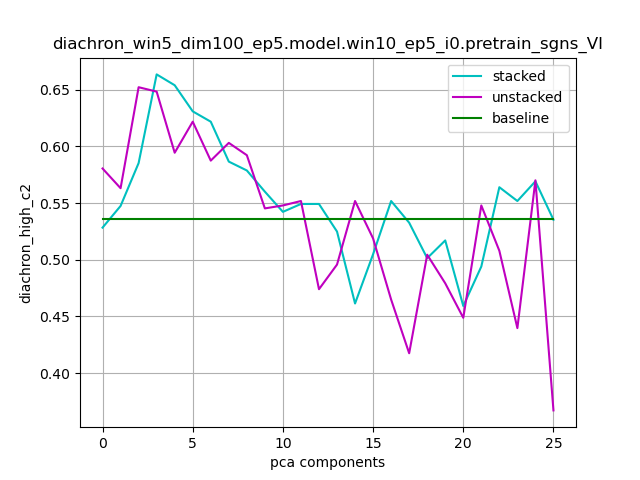 diachron_win5_dim100_ep5.model.win10_ep5_i0.pretrain_sgns_VI
stacked
unstacked
baseline
0.65
0.60
0.55
0.50
0.45
0.40
diachron_high_c2
0
5
10
15
20
25
pca components